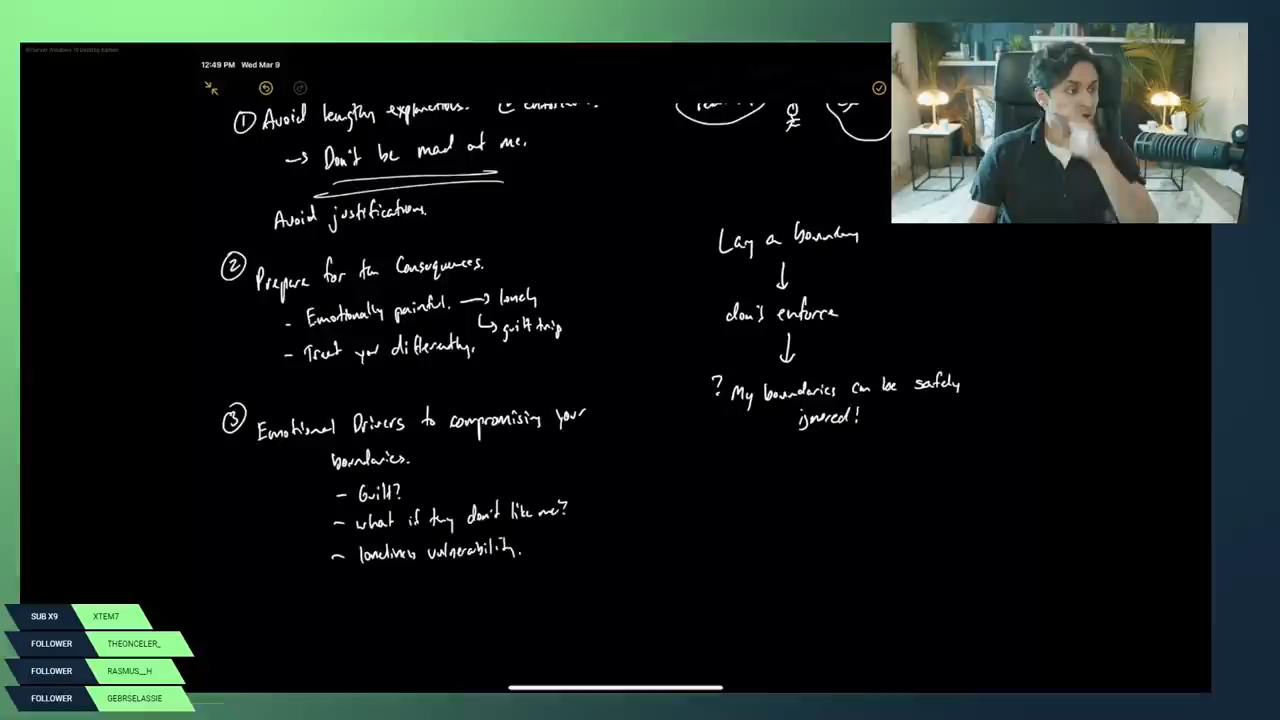 12:49 PM Wed Mar 9
① Avoid lengthy explanations.
→ Don't be mad at me.
Avoid justifications.
② Prepare for the Consequences.
- Emotionally painful. → lonely
↳ guilt trip
- Treat you differently.
③ Emotional Drivers to compromising your
boundaries.
- Guilt?
- what if they don't like me?
- loneliness vulnerability.
Lay a boundary
↓
don't enforce
↓
? My boundaries can be safely
ignored!
SUB X9 XTEM7
FOLLOWER THEONCELER_
FOLLOWER RASMUS__H
FOLLOWER GEBRSELASSIE